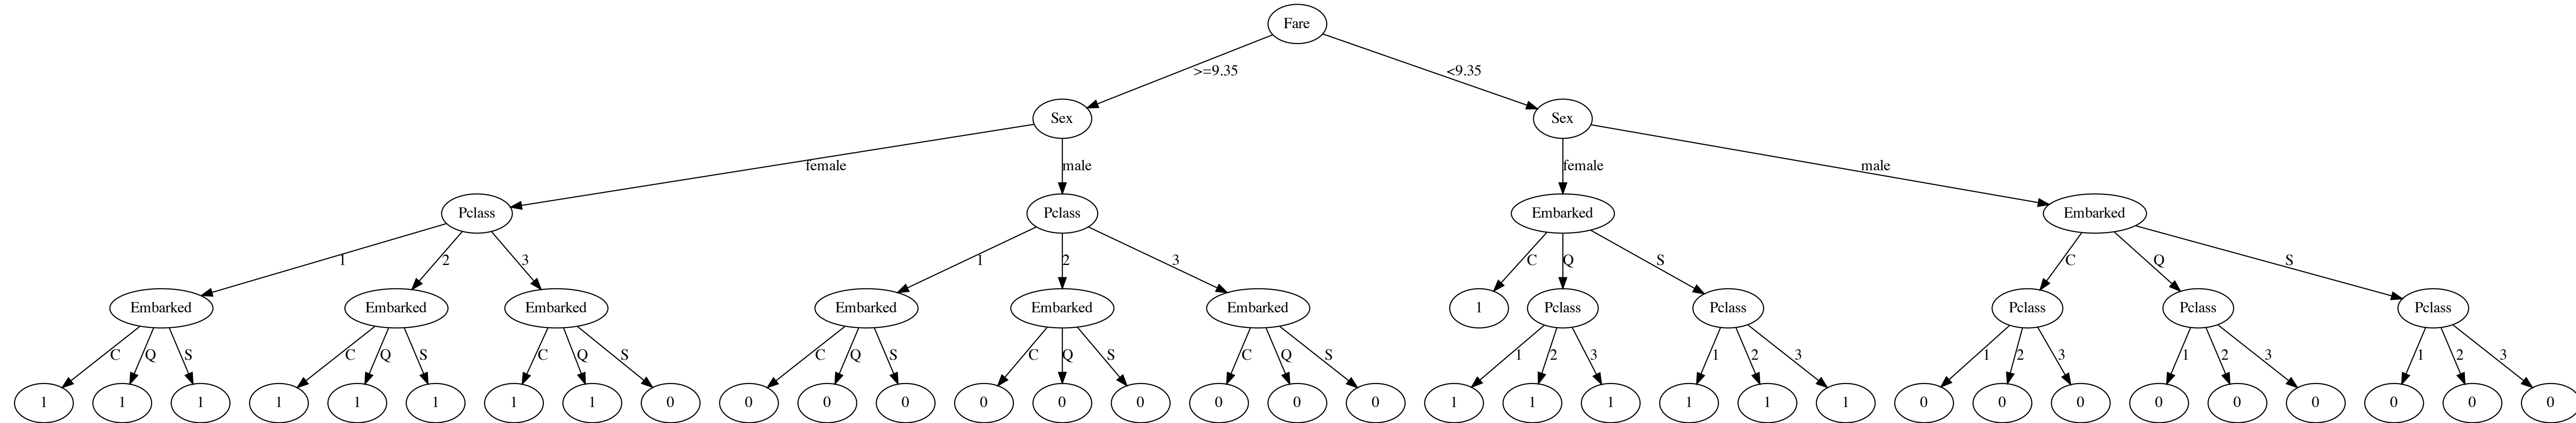 Fare
>=9.35 <9.35
Sex Sex
female male female male
Pclass Pclass Embarked Embarked
1 2 3 1 2 3 C Q S C Q S
Embarked Embarked Embarked Embarked Embarked Embarked 1 Pclass Pclass Pclass Pclass Pclass
C Q S C Q S C Q S C Q S C Q S C Q S 1 2 3 1 2 3 1 2 3 1 2 3 1 2 3
1 1 1 1 1 1 1 1 0 0 0 0 0 0 0 0 0 0 1 1 1 1 1 1 0 0 0 0 0 0 0 0 0